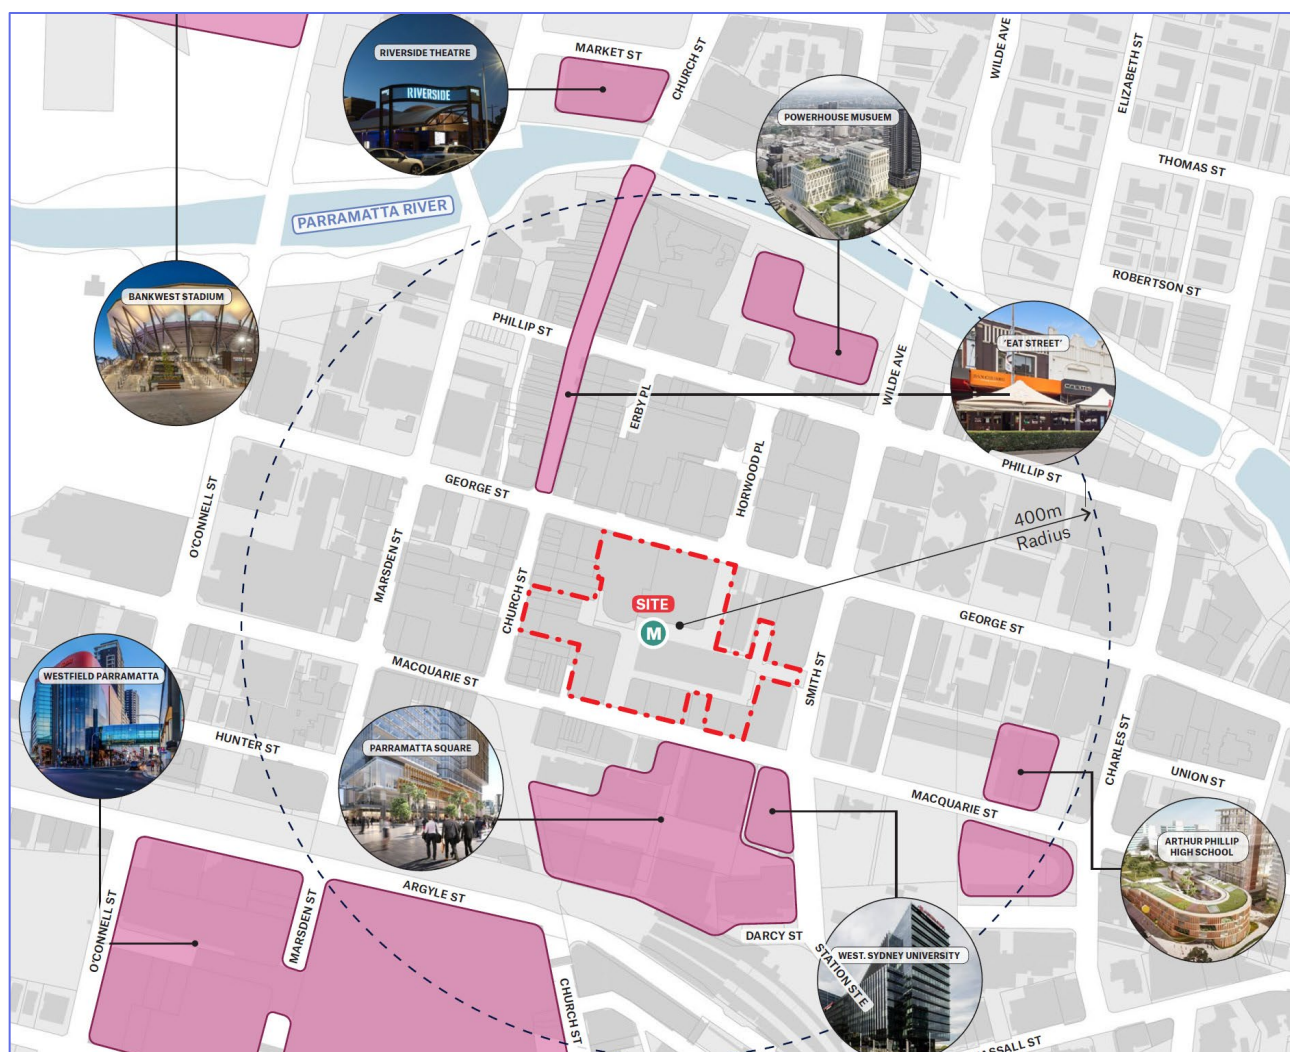 RIVERSIDE THEATRE
RIVERSIDE
MARKET ST
CHURCH ST
WILDE AVE
ELIZABETH ST
POWERHOUSE MUSUEM
THOMAS ST
PARRAMATTA RIVER
BANKWEST STADIUM
ROBERTSON ST
PHILLIP ST
'EAT STREET'
WILDE AVE
ERBY PL
HORWOOD PL
PHILLIP ST
GEORGE ST
O'CONNELL ST
MARSDEN ST
400m
Radius
CHURCH ST
SITE
M
GEORGE ST
SMITH ST
WESTFIELD PARRAMATTA
MACQUARIE ST
HUNTER ST
PARRAMATTA SQUARE
CHARLES ST
UNION ST
MACQUARIE ST
ARTHUR PHILLIP
HIGH SCHOOL
ARGYLE ST
O'CONNELL ST
MARSDEN ST
DARCY ST
STATION ST E
WEST. SYDNEY UNIVERSITY
CHURCH ST
ASSALL ST